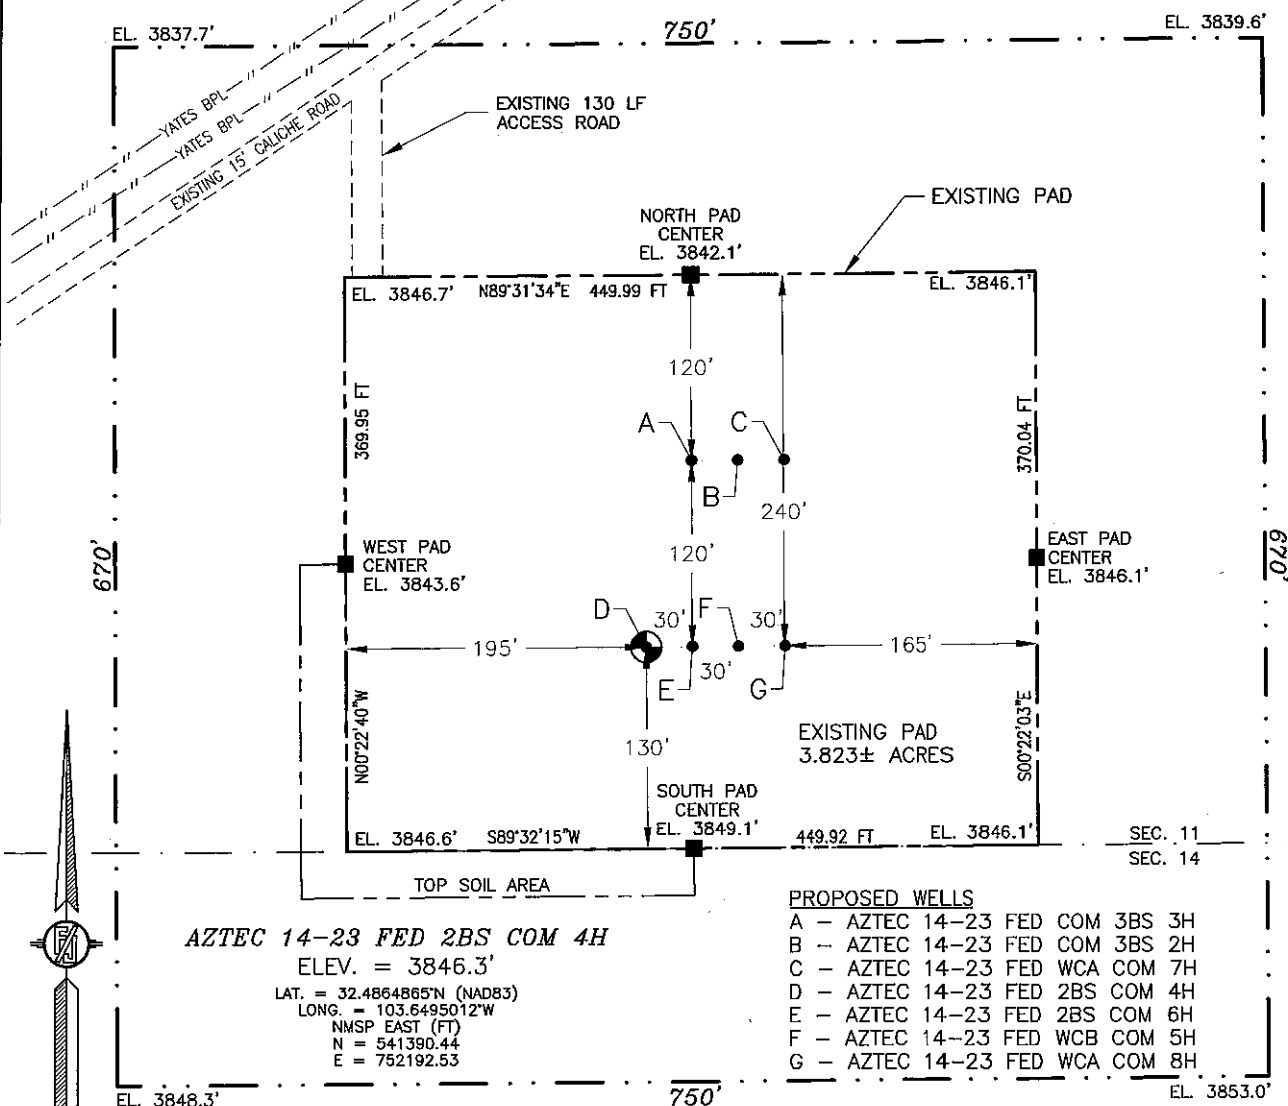 EL. 3837.7'
750'
EL. 3839.6'
YATES BPL
YATES BPL
EXISTING 15' CALICHE ROAD
EXISTING 130 LF
ACCESS ROAD
EXISTING PAD
NORTH PAD
CENTER
EL. 3842.1'
EL. 3846.7'
N89°31'34"E 449.99 FT
EL. 3846.1'
120'
369.95 FT
370.04 FT
A
C
B
240'
120'
670'
WEST PAD
CENTER
EL. 3843.6'
EAST PAD
CENTER
EL. 3846.1'
670'
D
30'
F
30'
195'
165'
E
30'
G
N00°22'40"W
130'
EXISTING PAD
3.823± ACRES
S00°22'03"E
SOUTH PAD
CENTER
EL. 3849.1'
EL. 3846.6'
S89°32'15"W
449.92 FT
EL. 3846.1'
SEC. 11
SEC. 14
TOP SOIL AREA
AZTEC 14-23 FED 2BS COM 4H
ELEV. = 3846.3'
LAT. = 32.4864865°N (NAD83)
LONG. = 103.6495012°W
NMSP EAST (FT)
N = 541390.44
E = 752192.53
PROPOSED WELLS
A - AZTEC 14-23 FED COM 3BS 3H
B - AZTEC 14-23 FED COM 3BS 2H
C - AZTEC 14-23 FED WCA COM 7H
D - AZTEC 14-23 FED 2BS COM 4H
E - AZTEC 14-23 FED 2BS COM 6H
F - AZTEC 14-23 FED WCB COM 5H
G - AZTEC 14-23 FED WCA COM 8H
EL. 3848.3'
750'
EL. 3853.0'